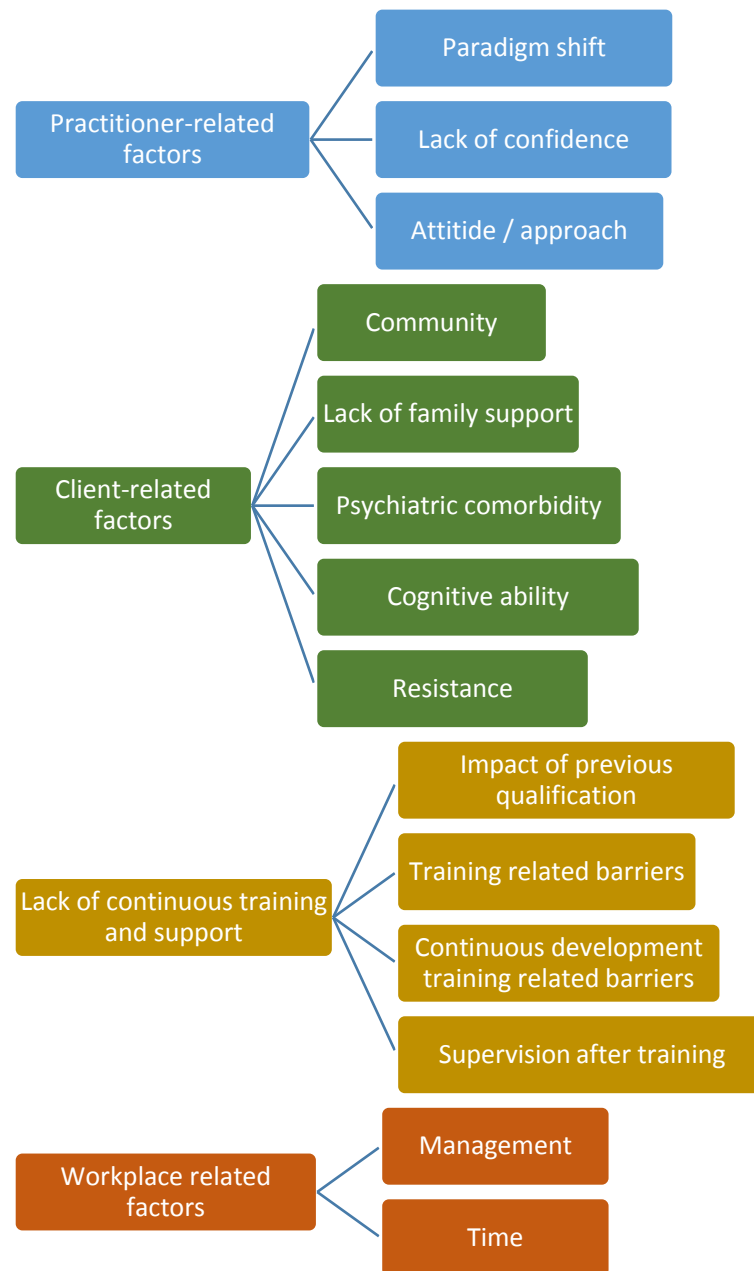 Practitioner-related
factors
Paradigm shift
Lack of confidence
Attitide / approach
Client-related
factors
Community
Lack of family support
Psychiatric comorbidity
Cognitive ability
Resistance
Lack of continuous training
and support
Impact of previous
qualification
Training related barriers
Continuous development
training related barriers
Supervision after training
Workplace related
factors
Management
Time